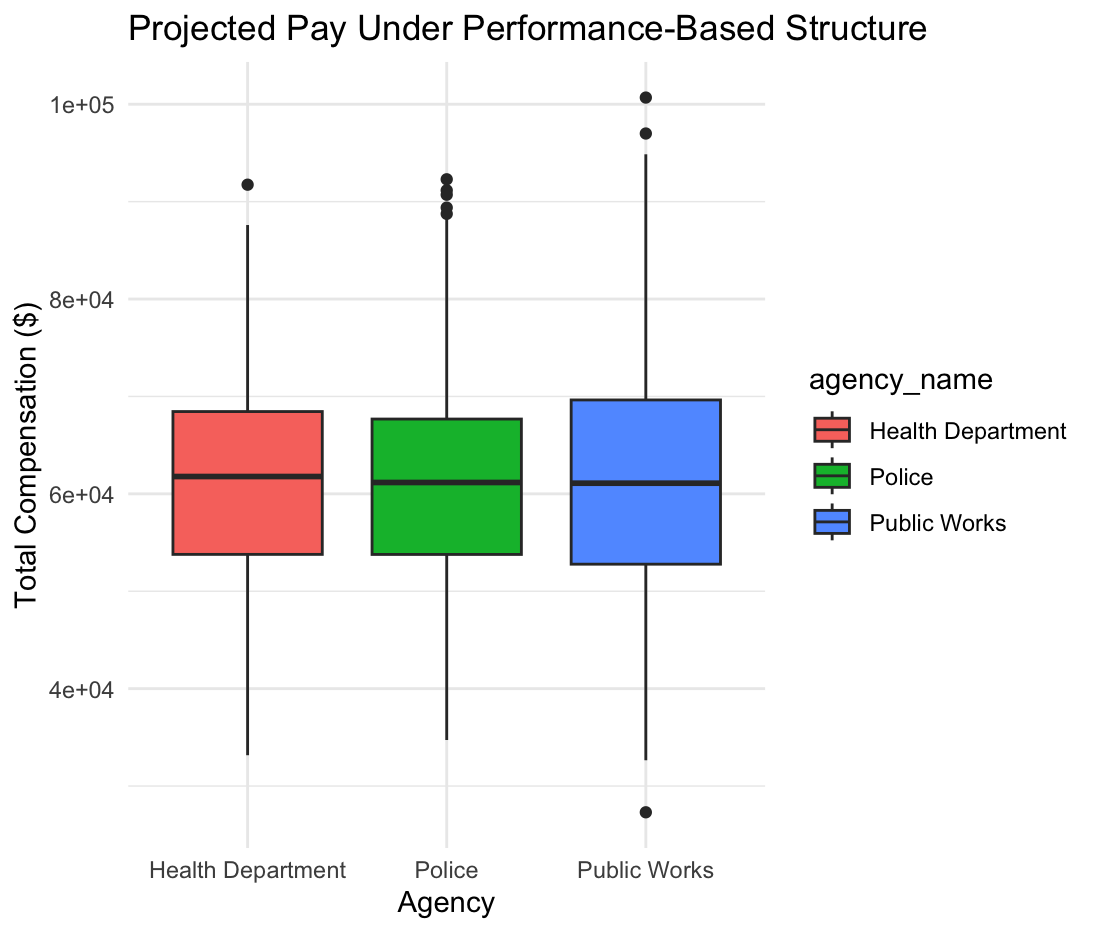 Projected Pay Under Performance-Based Structure
Total Compensation ($)
1e+05
8e+04
6e+04
4e+04
Health Department
Police
Public Works
Agency
agency_name
Health Department
Police
Public Works